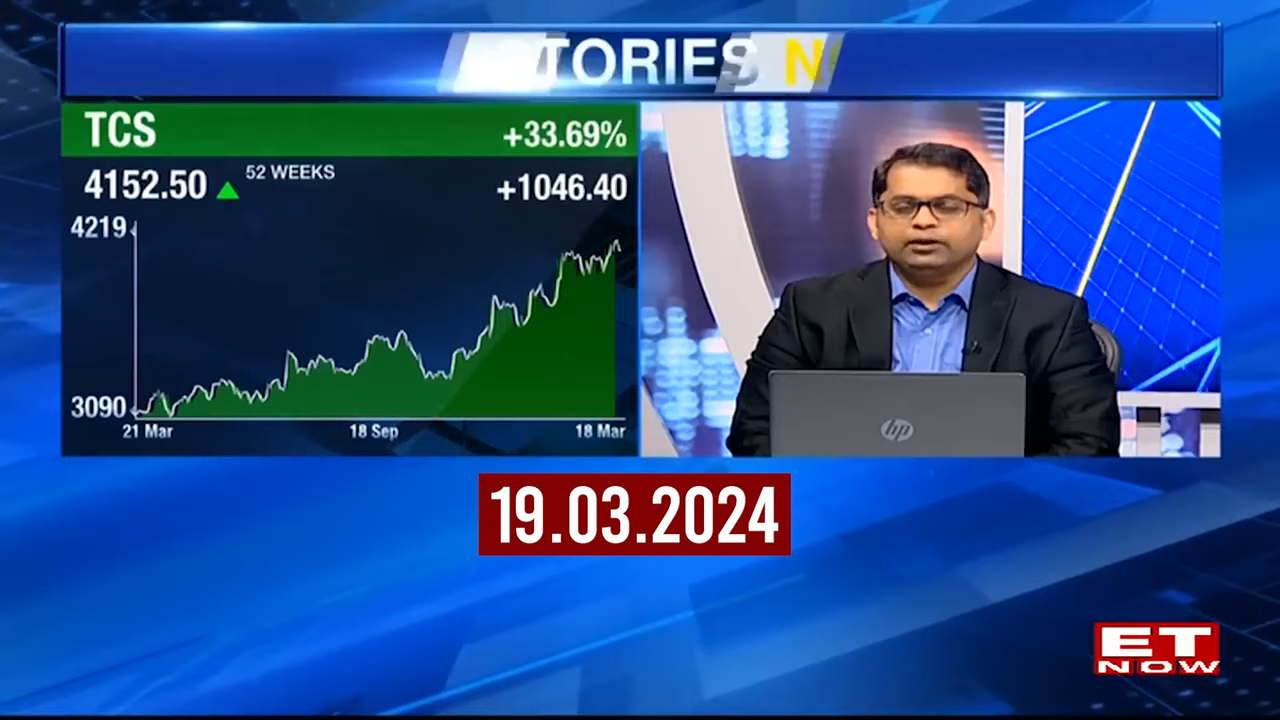 TORIES N
TCS
+33.69%
4152.50
52 WEEKS
+1046.40
4219
3090
21 Mar
18 Sep
18 Mar
hp
19.03.2024
ET
NOW